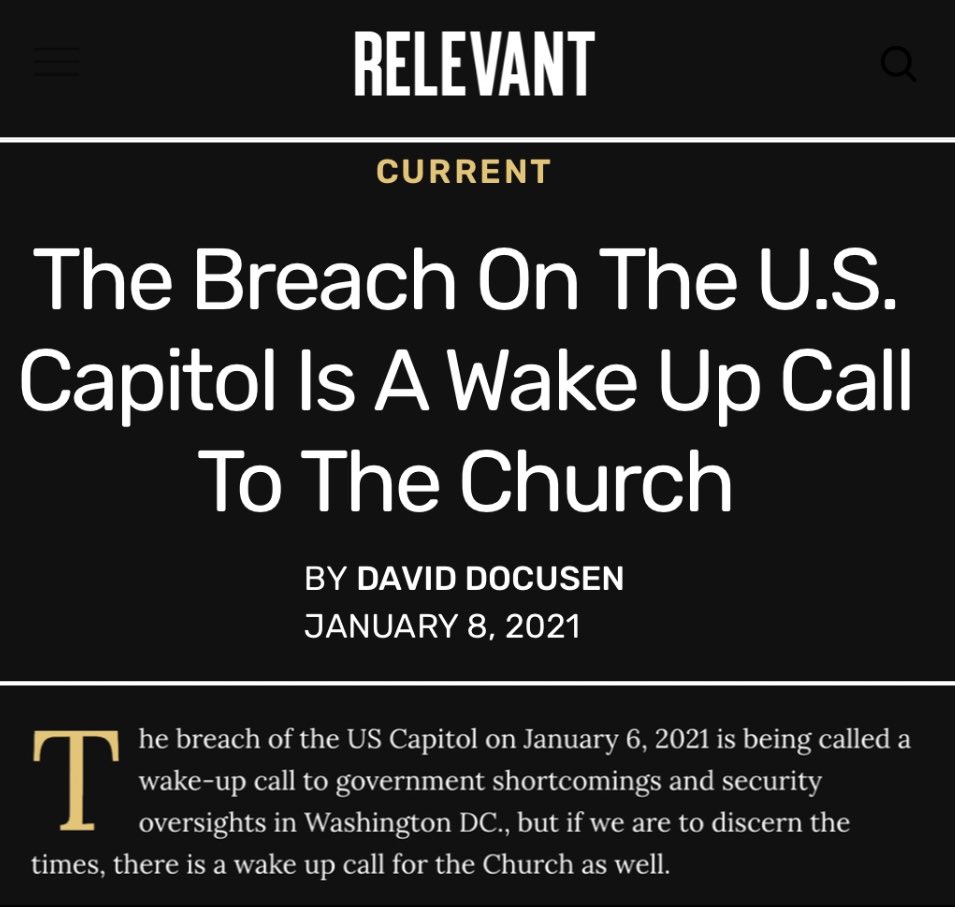 RELEVANT
CURRENT
The Breach On The U.S.
Capitol Is A Wake Up Call
To The Church
BY DAVID DOCUSEN
JANUARY 8, 2021
The breach of the US Capitol on January 6, 2021 is being called a
wake-up call to government shortcomings and security
oversights in Washington DC., but if we are to discern the
times, there is a wake up call for the Church as well.